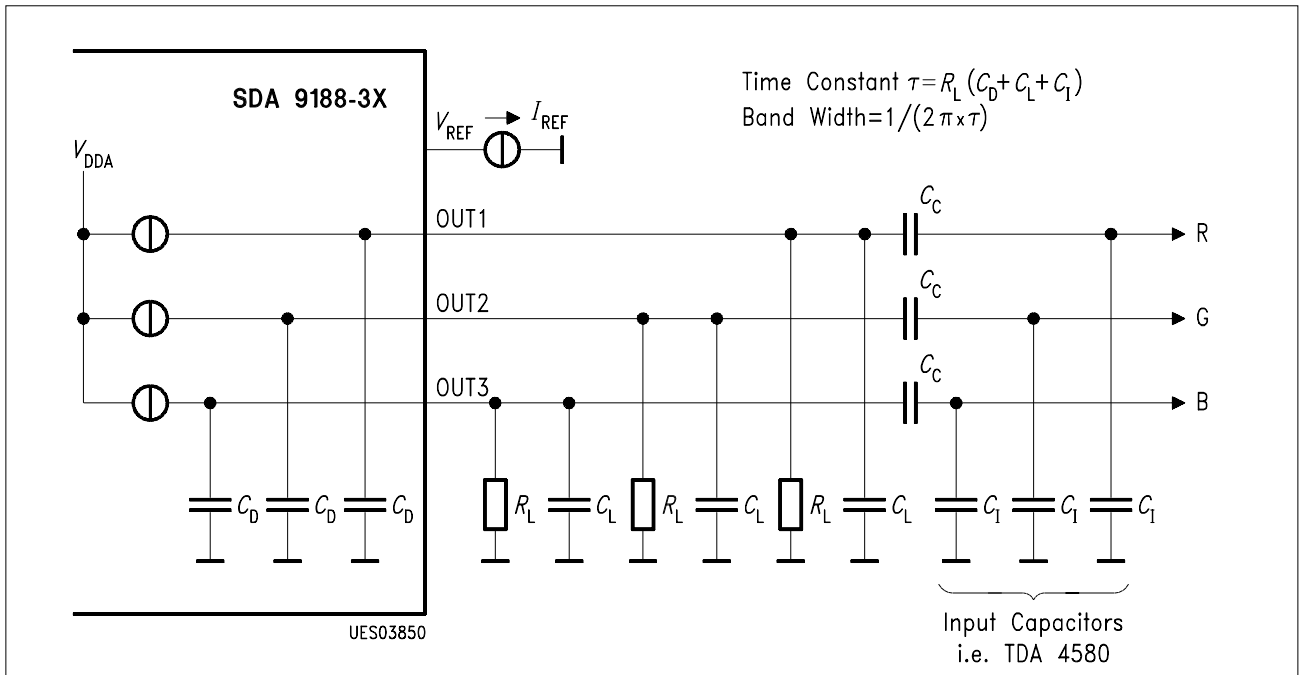 SDA 9188-3X
Time Constant τ=R_L (C_D+C_L+C_I)
Band Width=1/(2π×τ)
V_REF I_REF
V_DDA
OUT1 C_C R
OUT2 C_C G
OUT3 C_C B
C_D C_D C_D R_L C_L R_L C_L R_L C_L C_I C_I C_I
Input Capacitors
i.e. TDA 4580
UES03850